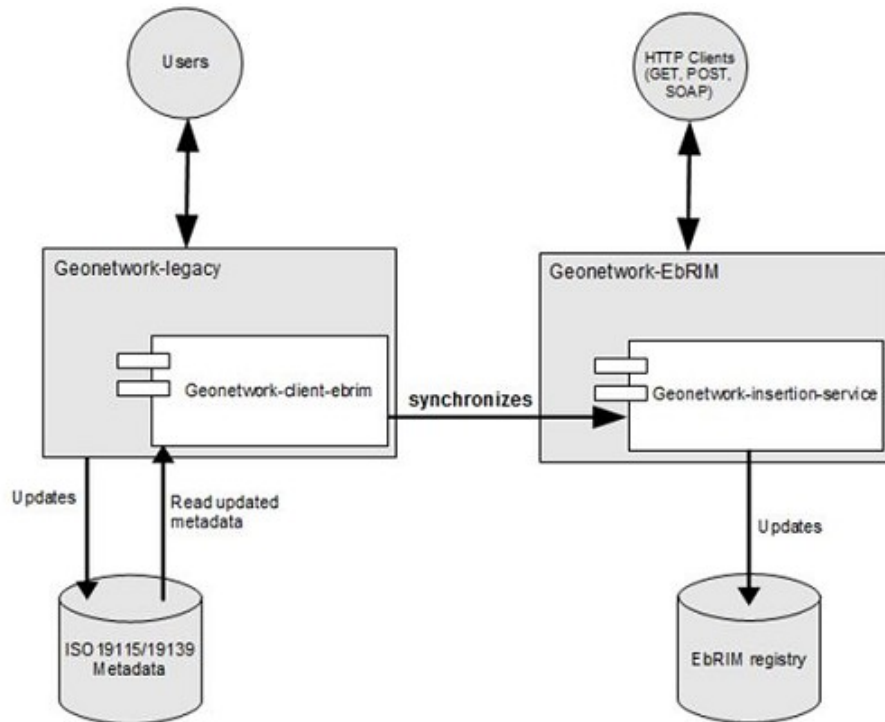 Users
HTTP Clients
(GET, POST,
SOAP)
Geonetwork-legacy
Geonetwork-EbRIM
Geonetwork-client-ebrim
synchronizes
Geonetwork-insertion-service
Updates
Read updated
metadata
Updates
ISO 19115/19139
Metadata
EbRIM registry